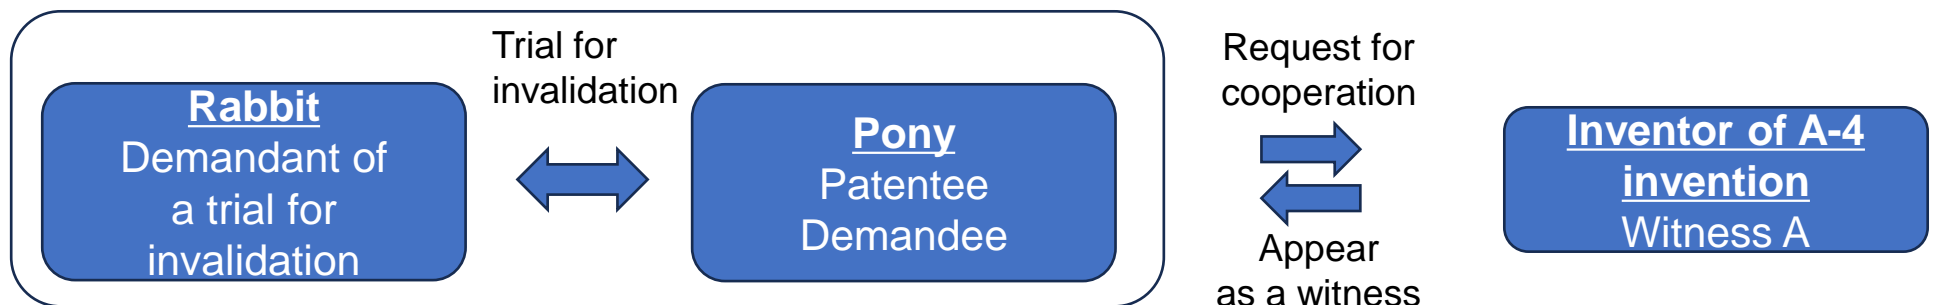 Trial for
invalidation
Rabbit
Demandant of
a trial for
invalidation
Pony
Patentee
Demandee
Request for
cooperation
Appear
as a witness
Inventor of A-4
invention
Witness A